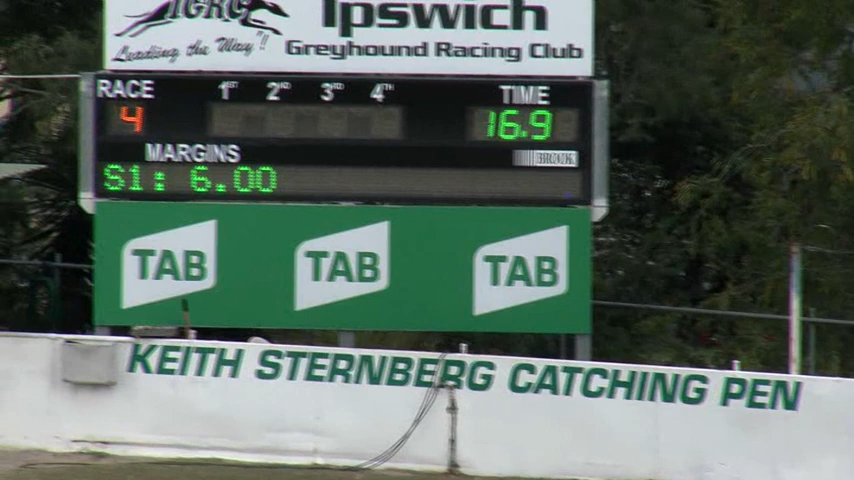 IGRC
Ipswich
"Leading the Way"!
Greyhound Racing Club
RACE 1ST 2ND 3RD 4TH TIME
4 16.9
MARGINS BROOK
S1: 6.00
TAB TAB TAB
KEITH STERNBERG CATCHING PEN